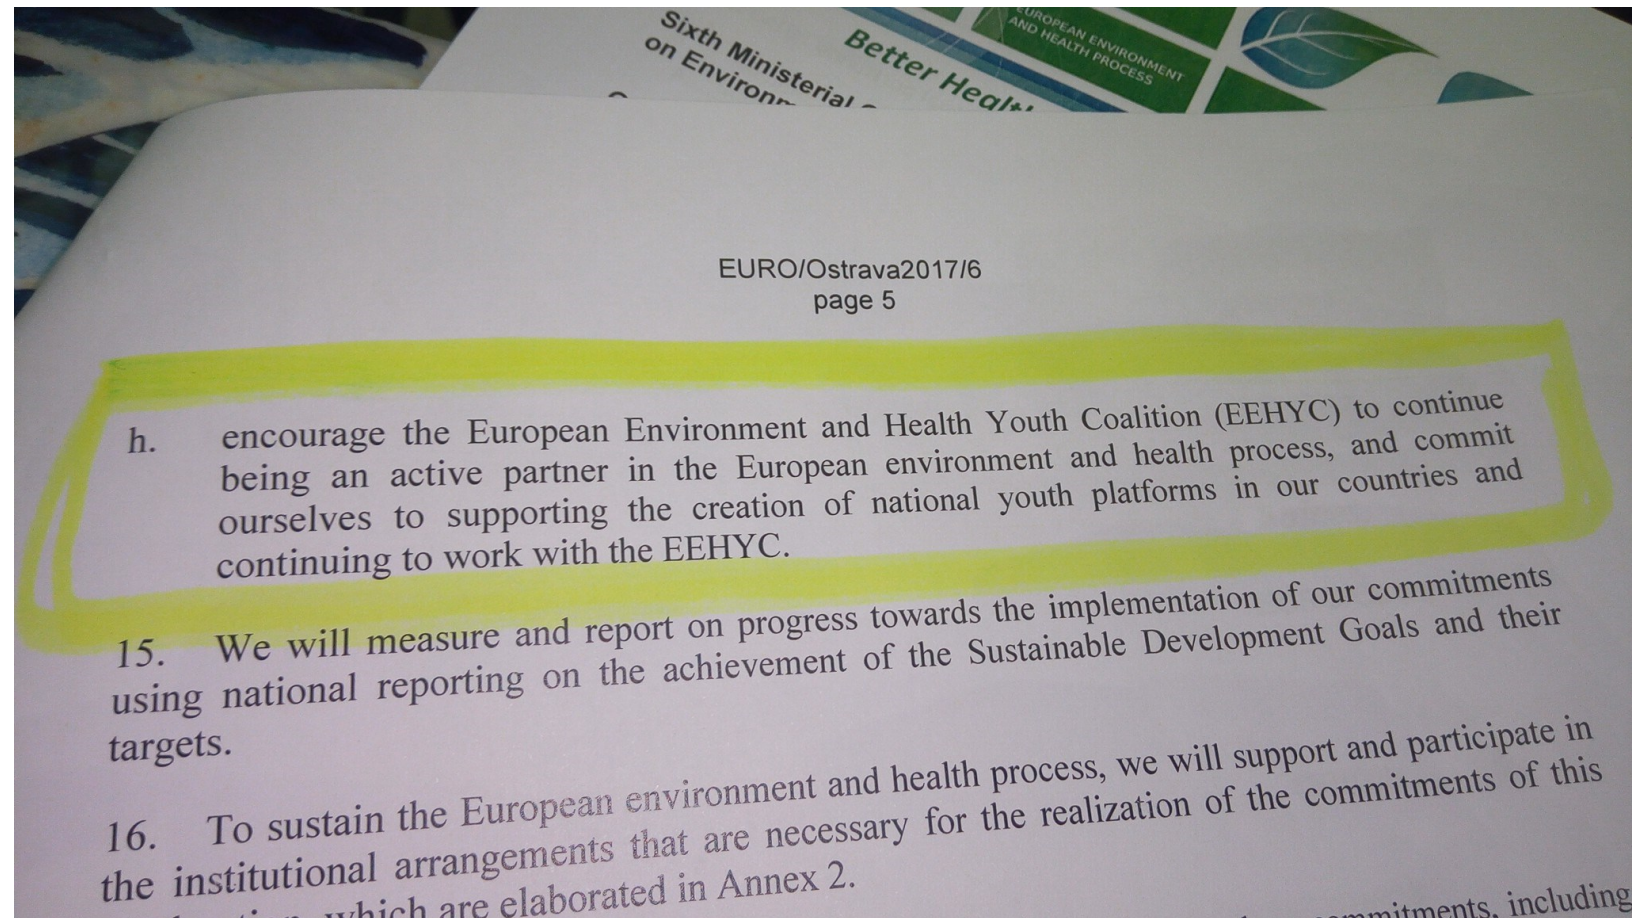 EUROPEAN ENVIRONMENT
AND HEALTH PROCESS
Better
Sixth Ministerial
on
EURO/Ostrava2017/6
page 5
h. encourage the European Environment and Health Youth Coalition (EEHYC) to continue
being an active partner in the European environment and health process, and commit
ourselves to supporting the creation of national youth platforms in our countries and
continuing to work with the EEHYC.
15. We will measure and report on progress towards the implementation of our commitments
using national reporting on the achievement of the Sustainable Development Goals and their
targets.
16. To sustain the European environment and health process, we will support and participate in
the institutional arrangements that are necessary for the realization of the commitments of this
which are elaborated in Annex 2.
including